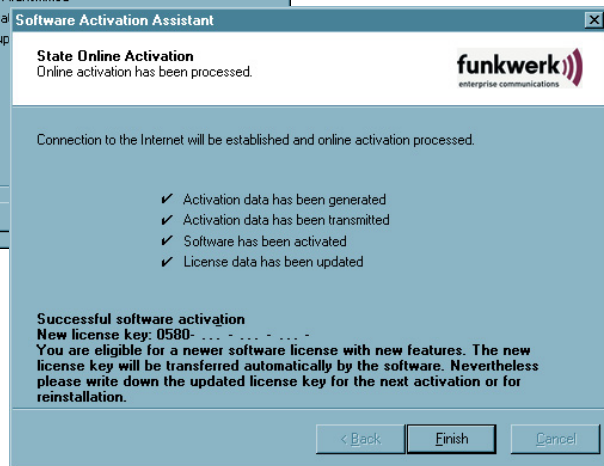 Software Activation Assistant
State Online Activation
Online activation has been processed.
funkwerk
enterprise communications
Connection to the Internet will be established and online activation processed.
✔ Activation data has been generated
✔ Activation data has been transmitted
✔ Software has been activated
✔ License data has been updated
Successful software activation
New license key: 0580- ... - ... - ... -
You are eligible for a newer software license with new features. The new
license key will be transferred automatically by the software. Nevertheless
please write down the updated license key for the next activation or for
reinstallation.
< Back
Finish
Cancel